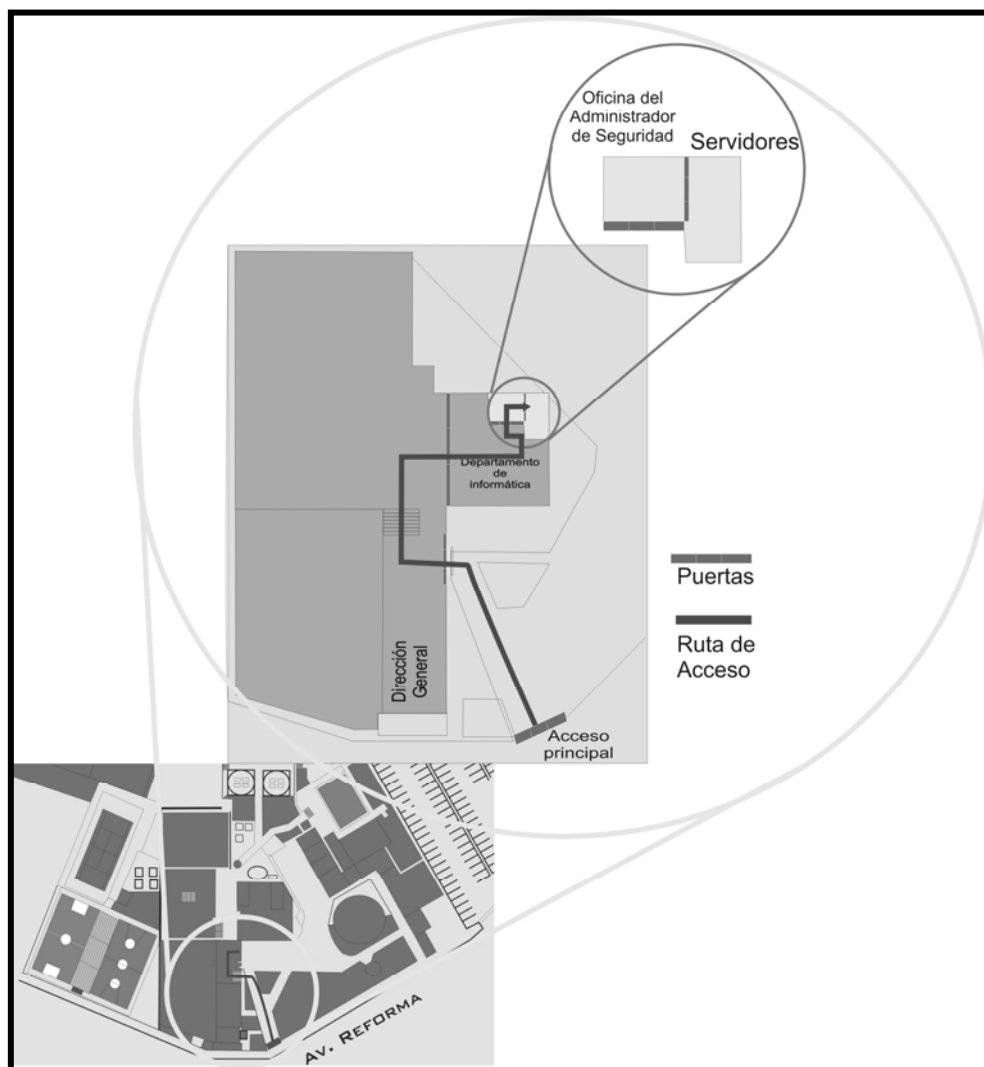 Oficina del
Administrador
de Seguridad
Servidores
Departamento
de
informática
Puertas
Ruta de
Acceso
Dirección
General
Acceso
principal
AV. REFORMA